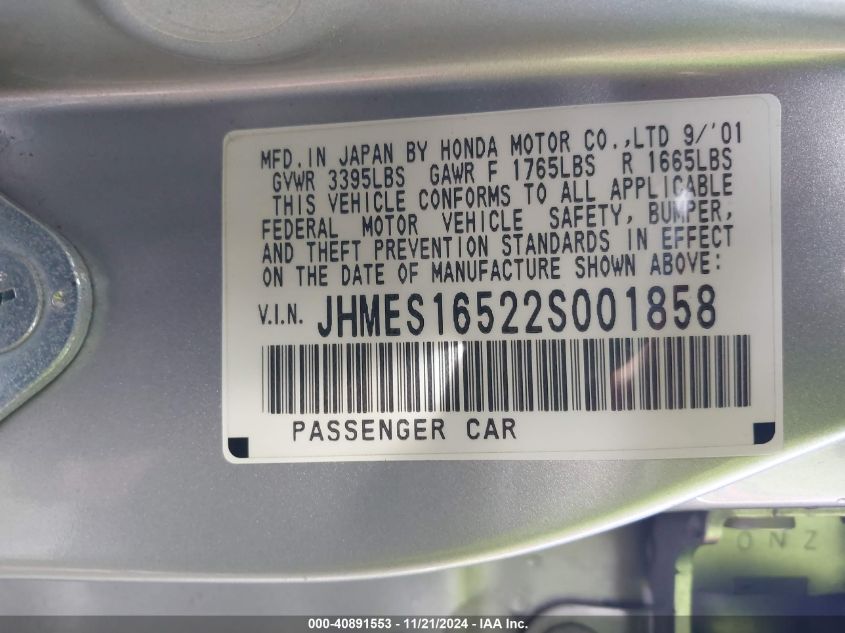 MFD. IN JAPAN BY HONDA MOTOR CO.,LTD 9/'01
GVWR 3395LBS GAWR F 1765LBS R 1665LBS
THIS VEHICLE CONFORMS TO ALL APPLICABLE
FEDERAL MOTOR VEHICLE SAFETY, BUMPER,
AND THEFT PREVENTION STANDARDS IN EFFECT
ON THE DATE OF MANUFACTURE SHOWN ABOVE:
V.I.N. JHMES16522S001858
PASSENGER CAR
O N Z
000-40891553 - 11/21/2024 - IAA Inc.